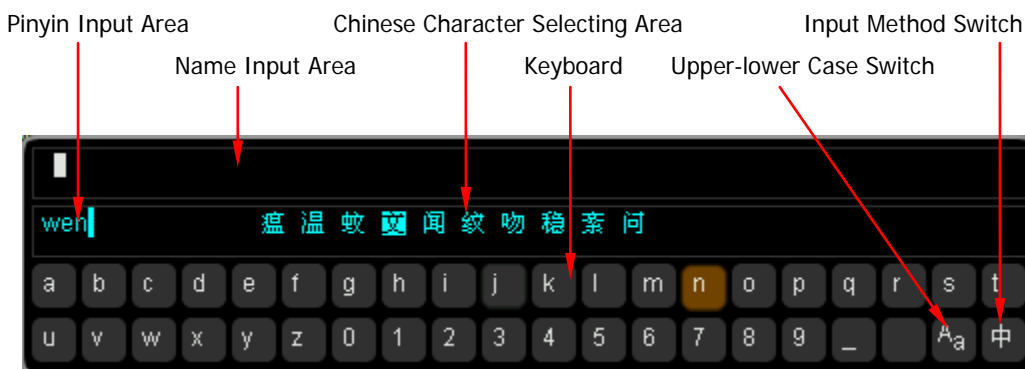 Pinyin Input Area Chinese Character Selecting Area Input Method Switch
Name Input Area Keyboard Upper-lower Case Switch
wen 瘟 温 蚊 文 闻 纹 吻 稳 紊 问
a b c d e f g h i j k l m n o p q r s t
u v w x y z 0 1 2 3 4 5 6 7 8 9 _ Aa 中